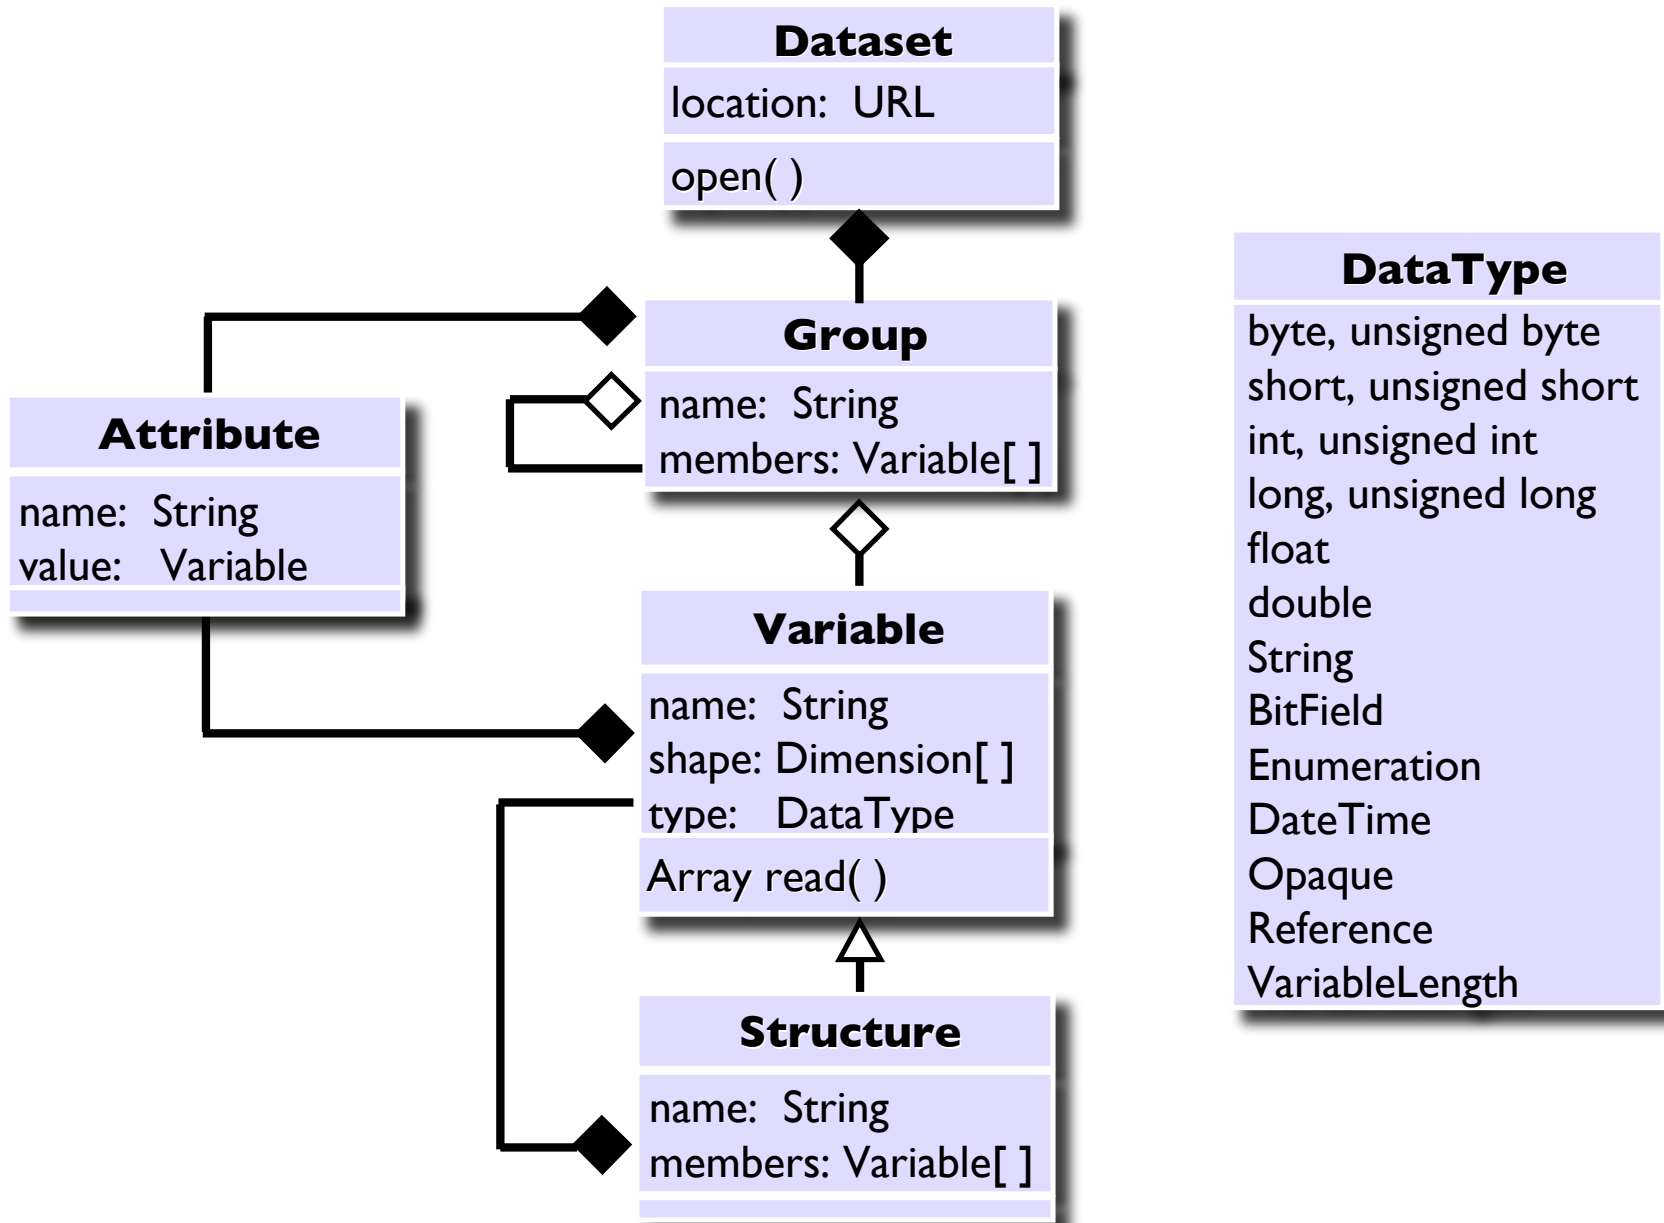 Dataset
location: URL
open( )
Group
name: String
members: Variable[ ]
Attribute
name: String
value: Variable
Variable
name: String
shape: Dimension[ ]
type: DataType
Array read( )
Structure
name: String
members: Variable[ ]
DataType
byte, unsigned byte
short, unsigned short
int, unsigned int
long, unsigned long
float
double
String
BitField
Enumeration
DateTime
Opaque
Reference
VariableLength